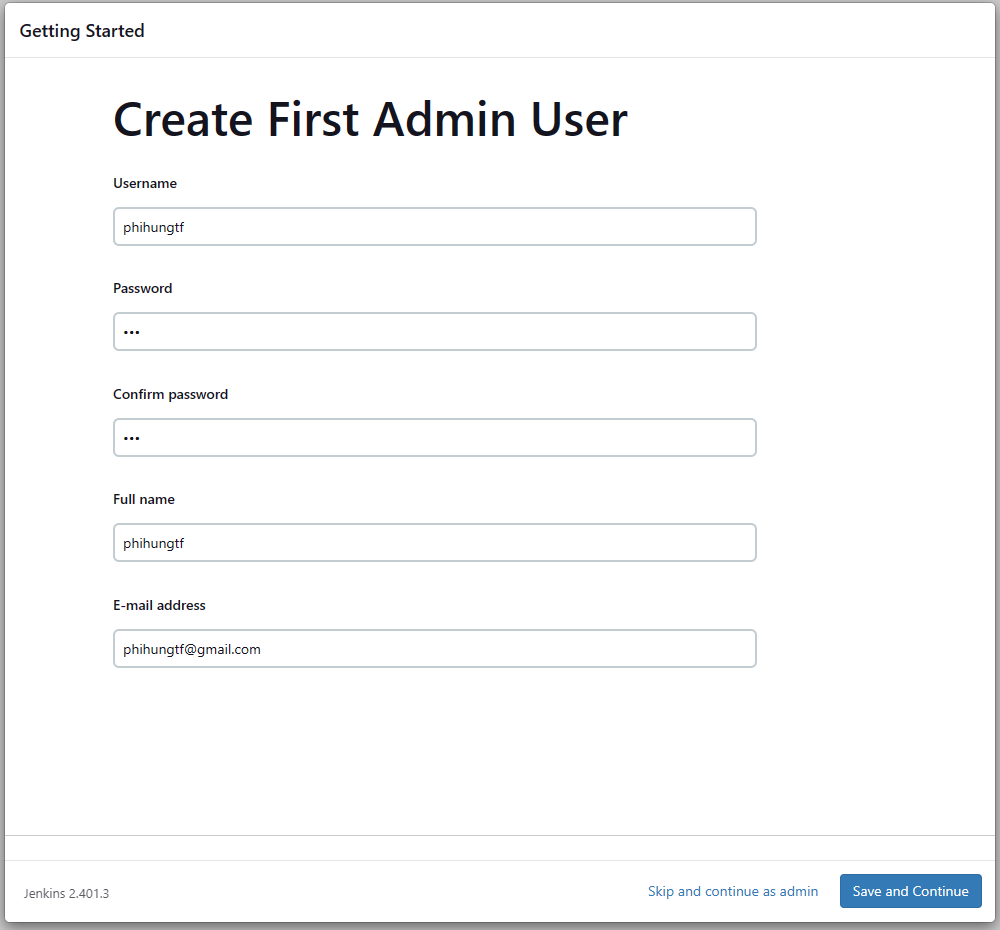 Getting Started
Create First Admin User
Username
phihungtf
Password
•••
Confirm password
•••
Full name
phihungtf
E-mail address
phihungtf@gmail.com
Jenkins 2.401.3
Skip and continue as admin
Save and Continue